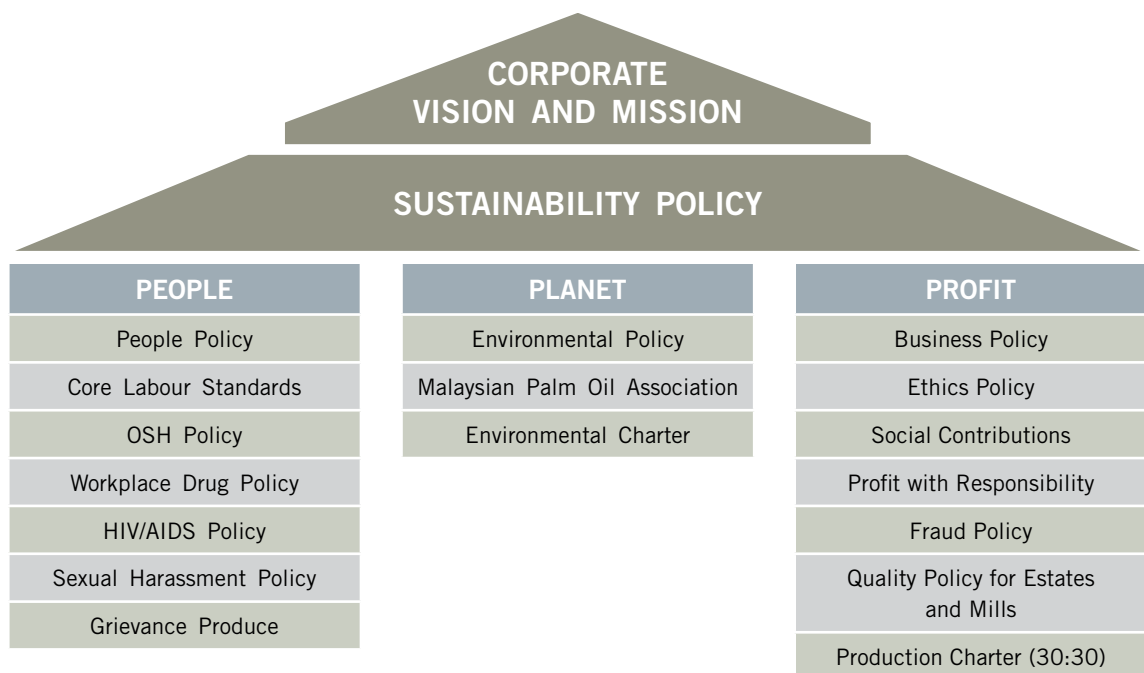 CORPORATE
VISION AND MISSION
SUSTAINABILITY POLICY
PEOPLE
People Policy
Core Labour Standards
OSH Policy
Workplace Drug Policy
HIV/AIDS Policy
Sexual Harassment Policy
Grievance Produce
PLANET
Environmental Policy
Malaysian Palm Oil Association
Environmental Charter
PROFIT
Business Policy
Ethics Policy
Social Contributions
Profit with Responsibility
Fraud Policy
Quality Policy for Estates
and Mills
Production Charter (30:30)